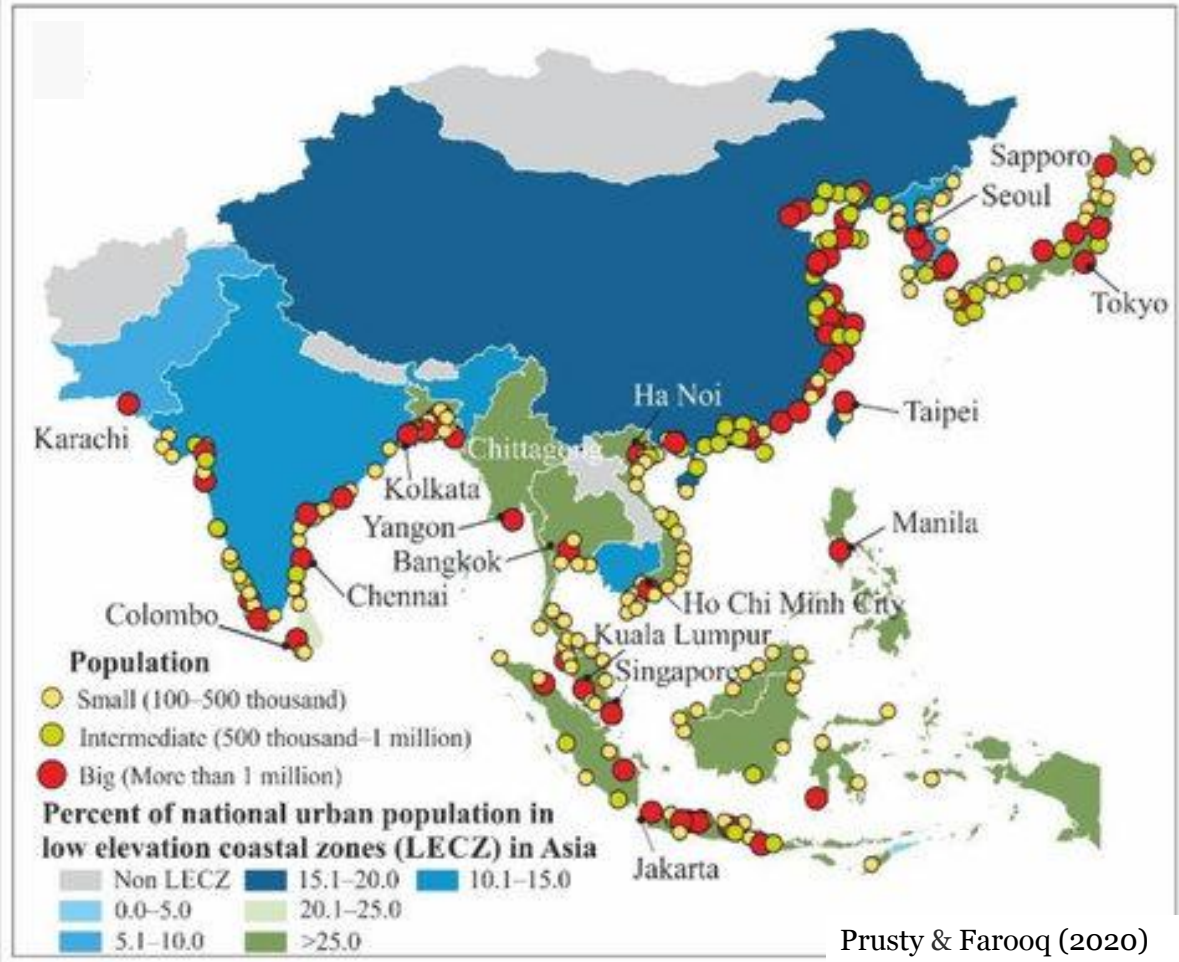 Sapporo
Seoul
Tokyo
Ha Noi
Taipei
Karachi
Chittagong
Kolkata
Yangon
Manila
Bangkok
Chennai
Ho Chi Minh City
Colombo
Kuala Lumpur
Singapore
Population
Small (100–500 thousand)
Intermediate (500 thousand–1 million)
Big (More than 1 million)
Jakarta
Percent of national urban population in
low elevation coastal zones (LECZ) in Asia
Non LECZ 15.1–20.0 10.1–15.0
0.0–5.0 20.1–25.0
5.1–10.0 >25.0
Prusty & Farooq (2020)